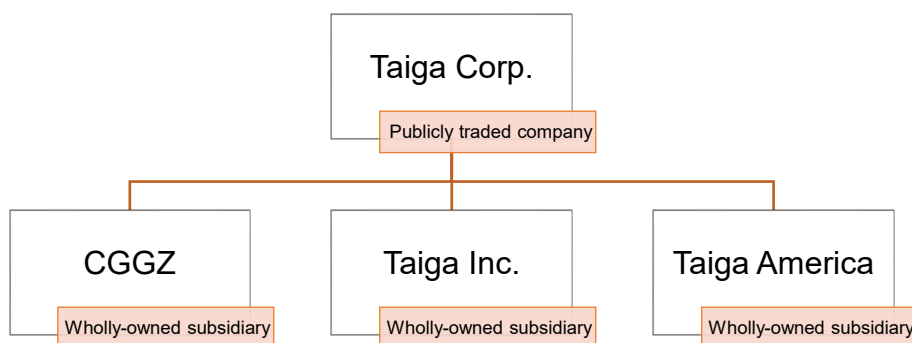 Taiga Corp.
Publicly traded company
CGGZ
Wholly-owned subsidiary
Taiga Inc.
Wholly-owned subsidiary
Taiga America
Wholly-owned subsidiary